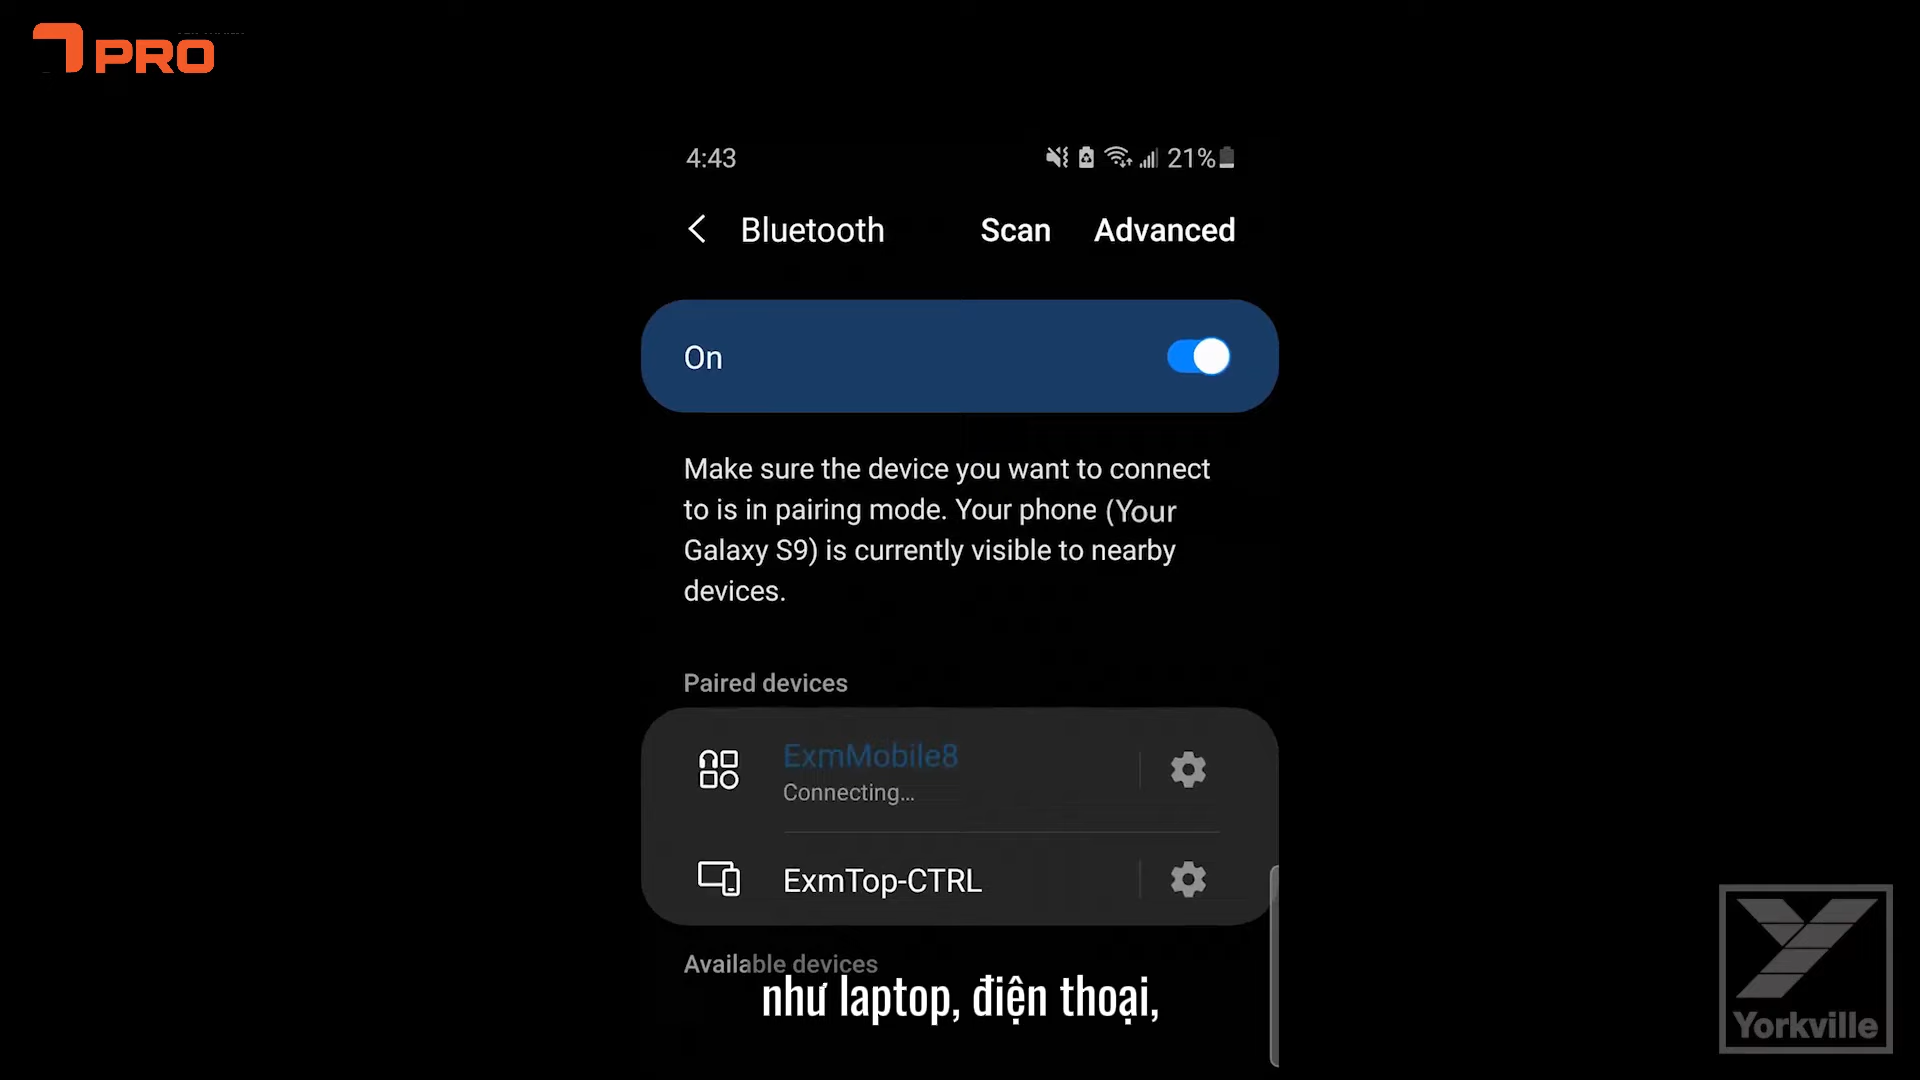 7 PRO
4:43
21%
Bluetooth
Scan
Advanced
On
Make sure the device you want to connect
to is in pairing mode. Your phone (Your
Galaxy S9) is currently visible to nearby
devices.
Paired devices
ExmMobile8
Connecting...
ExmTop-CTRL
Available devices
như laptop, điện thoại,
Yorkville